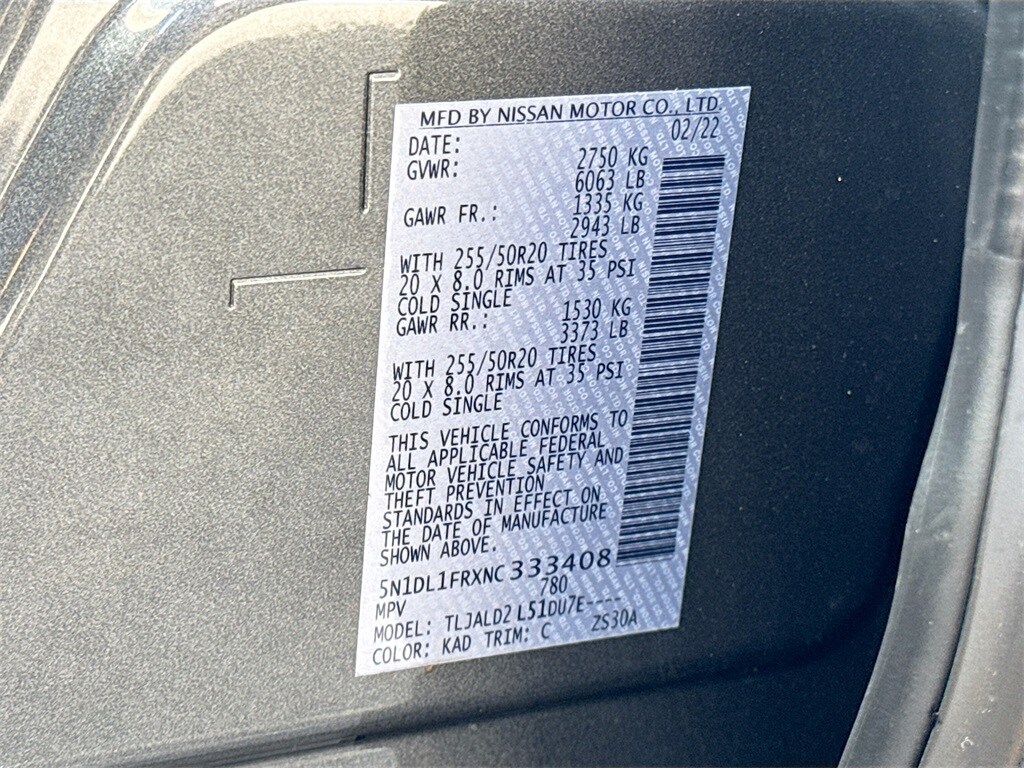 MFD BY NISSAN MOTOR CO., LTD.
DATE: 02/22
GVWR: 2750 KG
6063 LB
GAWR FR.: 1335 KG
2943 LB
WITH 255/50R20 TIRES
20 X 8.0 RIMS AT 35 PSI
COLD SINGLE
GAWR RR.: 1530 KG
3373 LB
WITH 255/50R20 TIRES
20 X 8.0 RIMS AT 35 PSI
COLD SINGLE
THIS VEHICLE CONFORMS TO
ALL APPLICABLE FEDERAL
MOTOR VEHICLE SAFETY AND
THEFT PREVENTION
STANDARDS IN EFFECT ON
THE DATE OF MANUFACTURE
SHOWN ABOVE.
5N1DL1FRXNC333408
MPV 780
MODEL: TLJALD2 L51DU7E----
COLOR: KAD TRIM: C ZS30A